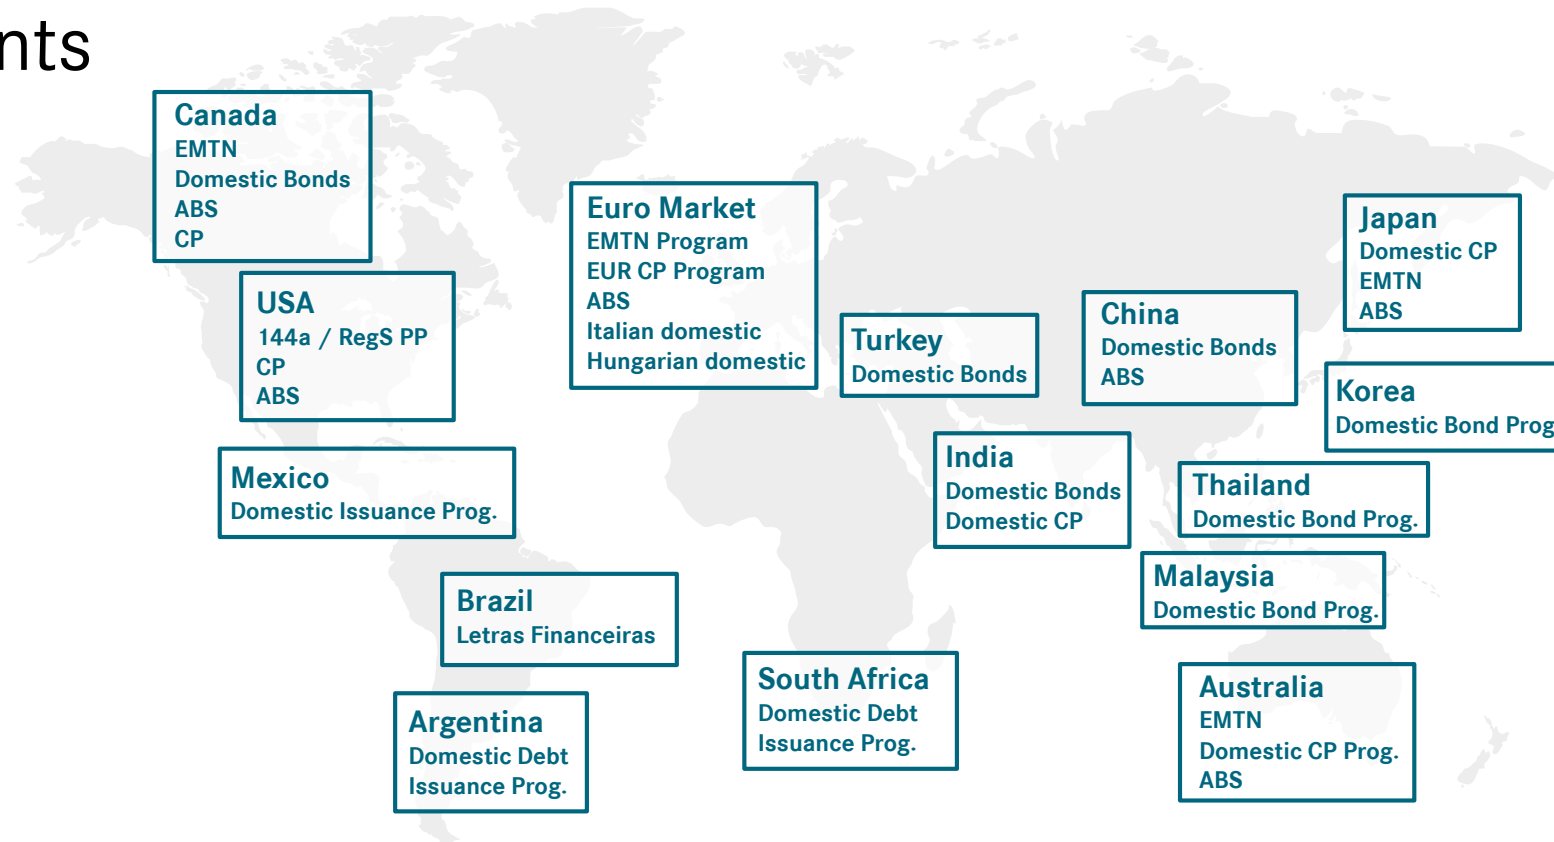 nts
Canada
EMTN
Domestic Bonds
ABS
CP
USA
144a / RegS PP
CP
ABS
Mexico
Domestic Issuance Prog.
Brazil
Letras Financeiras
Argentina
Domestic Debt
Issuance Prog.
Euro Market
EMTN Program
EUR CP Program
ABS
Italian domestic
Hungarian domestic
Turkey
Domestic Bonds
South Africa
Domestic Debt
Issuance Prog.
India
Domestic Bonds
Domestic CP
China
Domestic Bonds
ABS
Japan
Domestic CP
EMTN
ABS
Korea
Domestic Bond Prog
Thailand
Domestic Bond Prog.
Malaysia
Domestic Bond Prog.
Australia
EMTN
Domestic CP Prog.
ABS